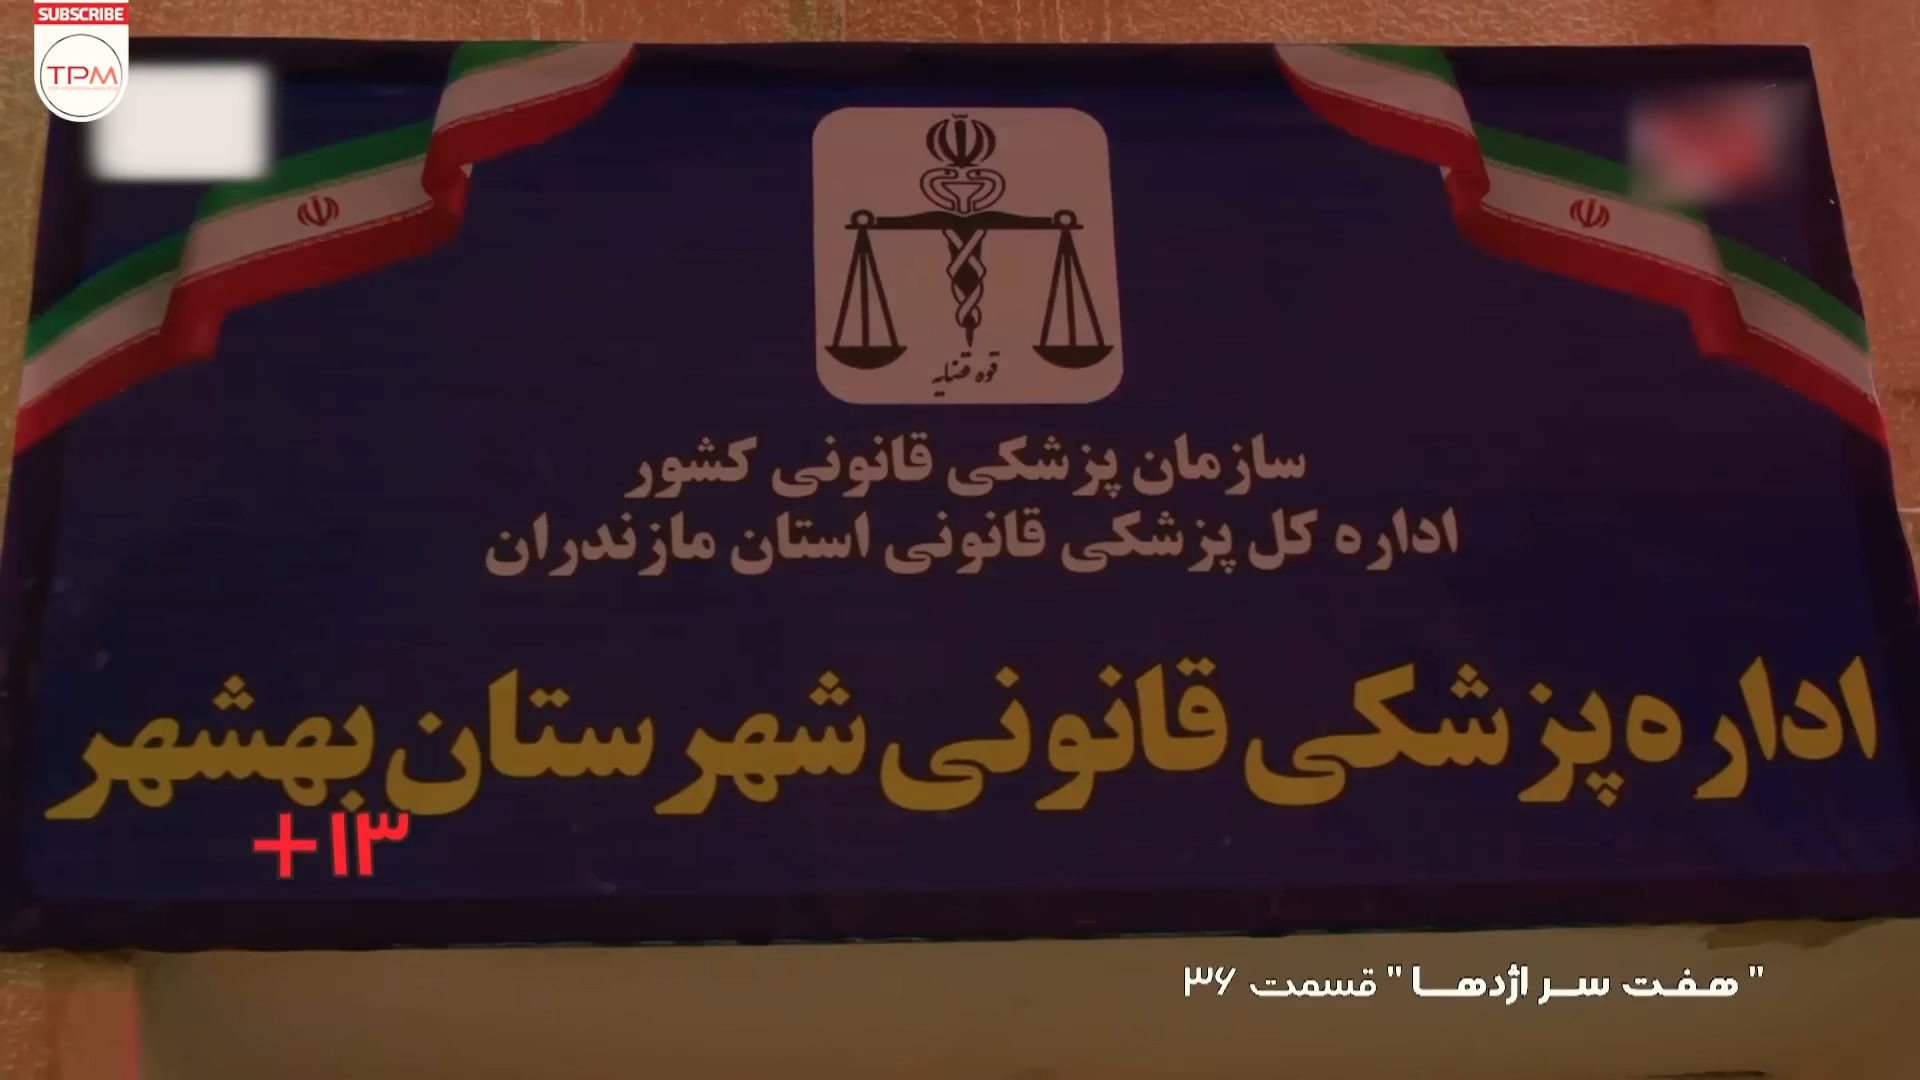 SUBSCRIBE
TPM
قوه قضاییه
سازمان پزشکی قانونی کشور
اداره کل پزشکی قانونی استان مازندران
اداره پزشکی قانونی شهرستان بهشهر
+۱۳
"هفت سر اژدها" قسمت ۳۶